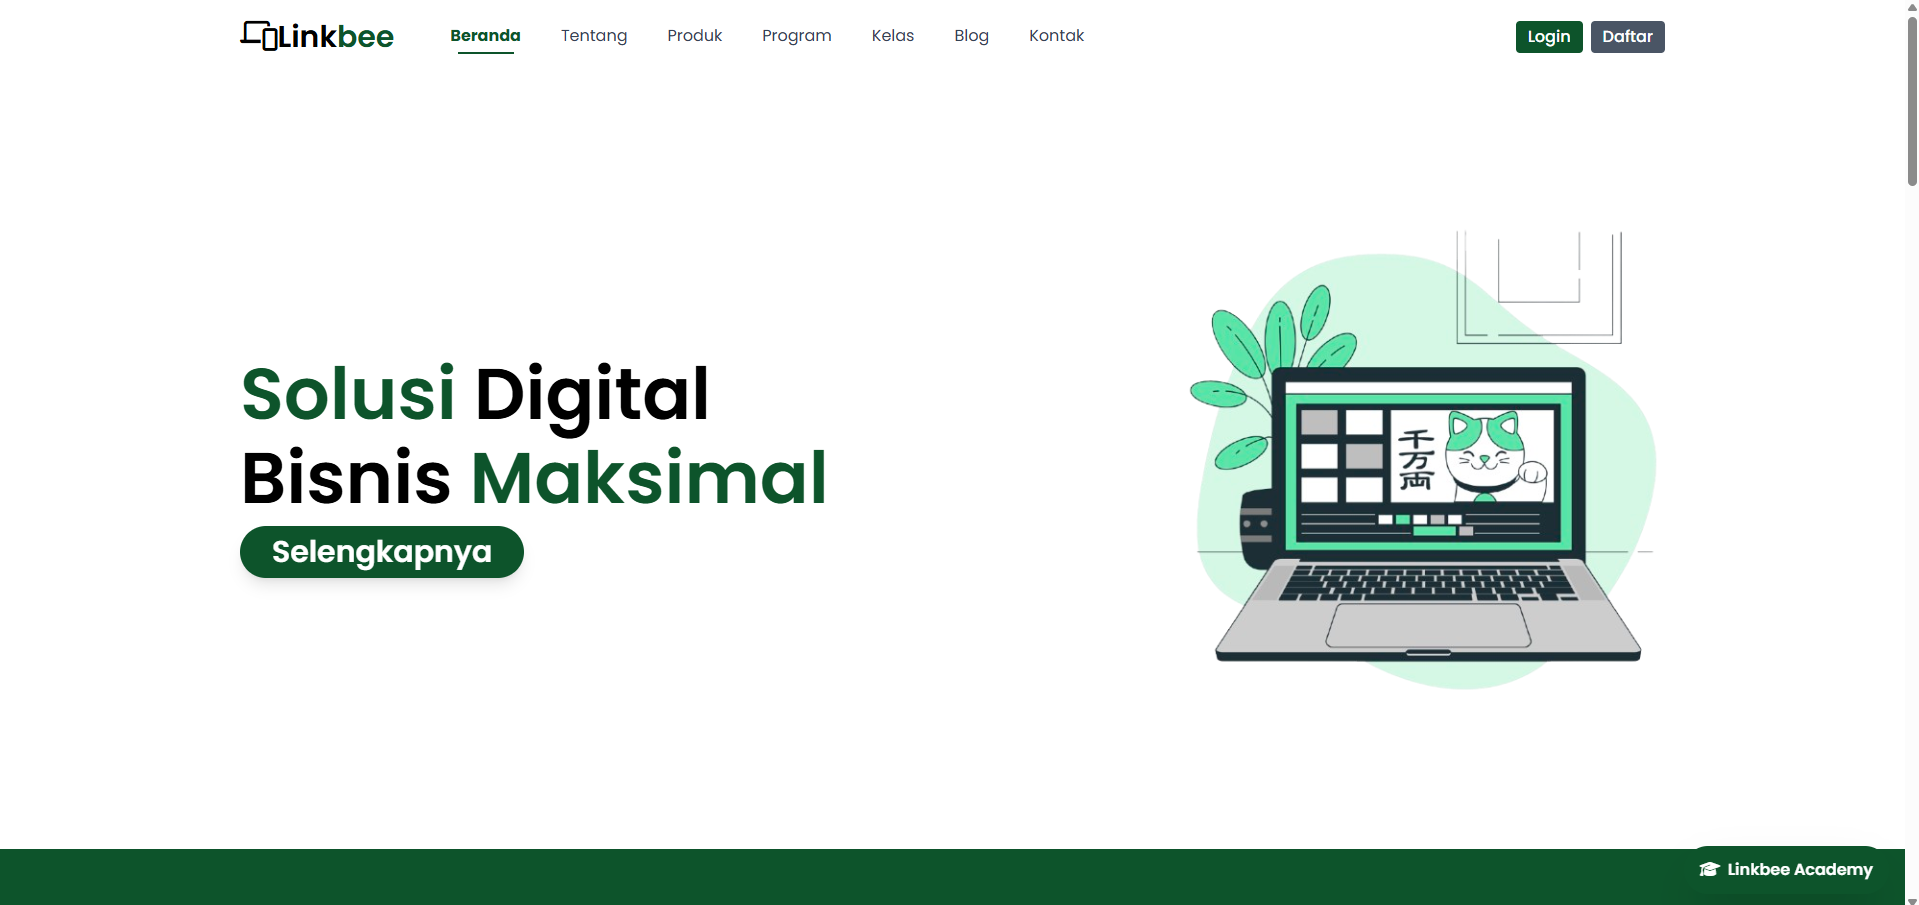 Linkbee
Beranda Tentang Produk Program Kelas Blog Kontak
Login Daftar
Solusi Digital
Bisnis Maksimal
Selengkapnya
千万両
Linkbee Academy